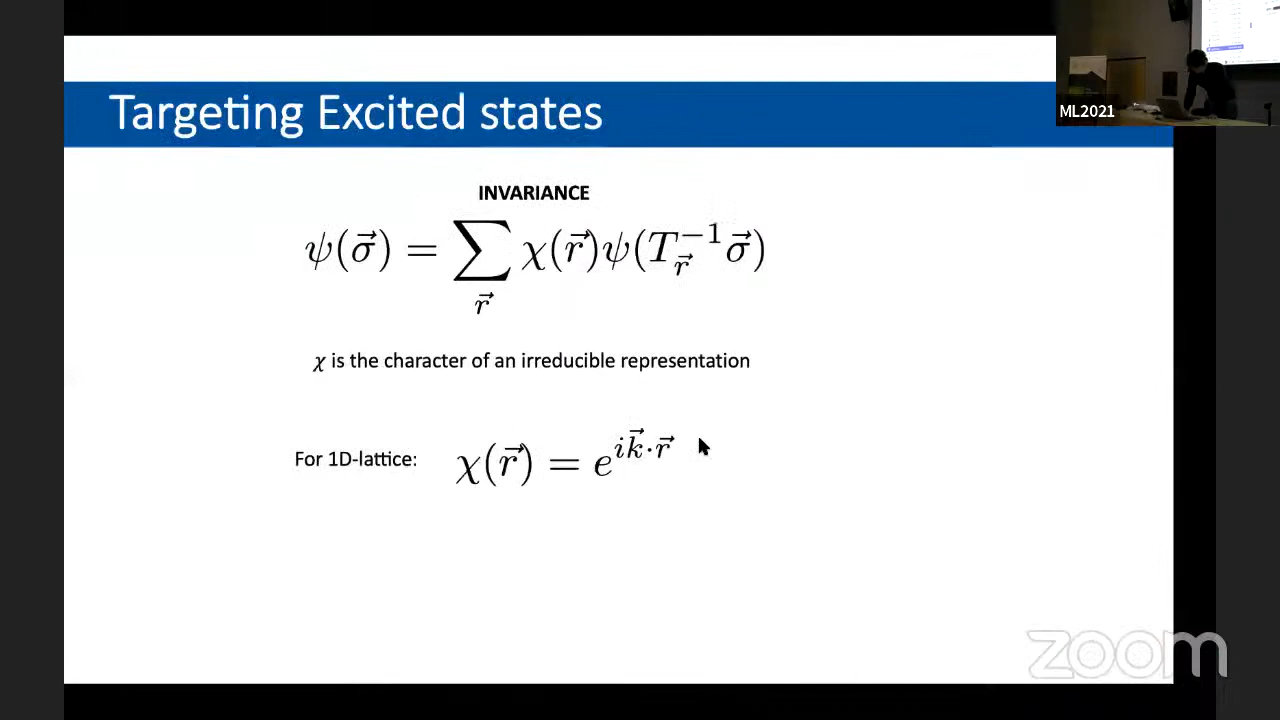 Targeting Excited states
ML2021
INVARIANCE
ψ(σ⃗) = ∑_{r⃗} χ(r⃗)ψ(T_{r⃗}^{-1}σ⃗)
χ is the character of an irreducible representation
For 1D-lattice: χ(r⃗) = e^{ik⃗·r⃗}
zoom